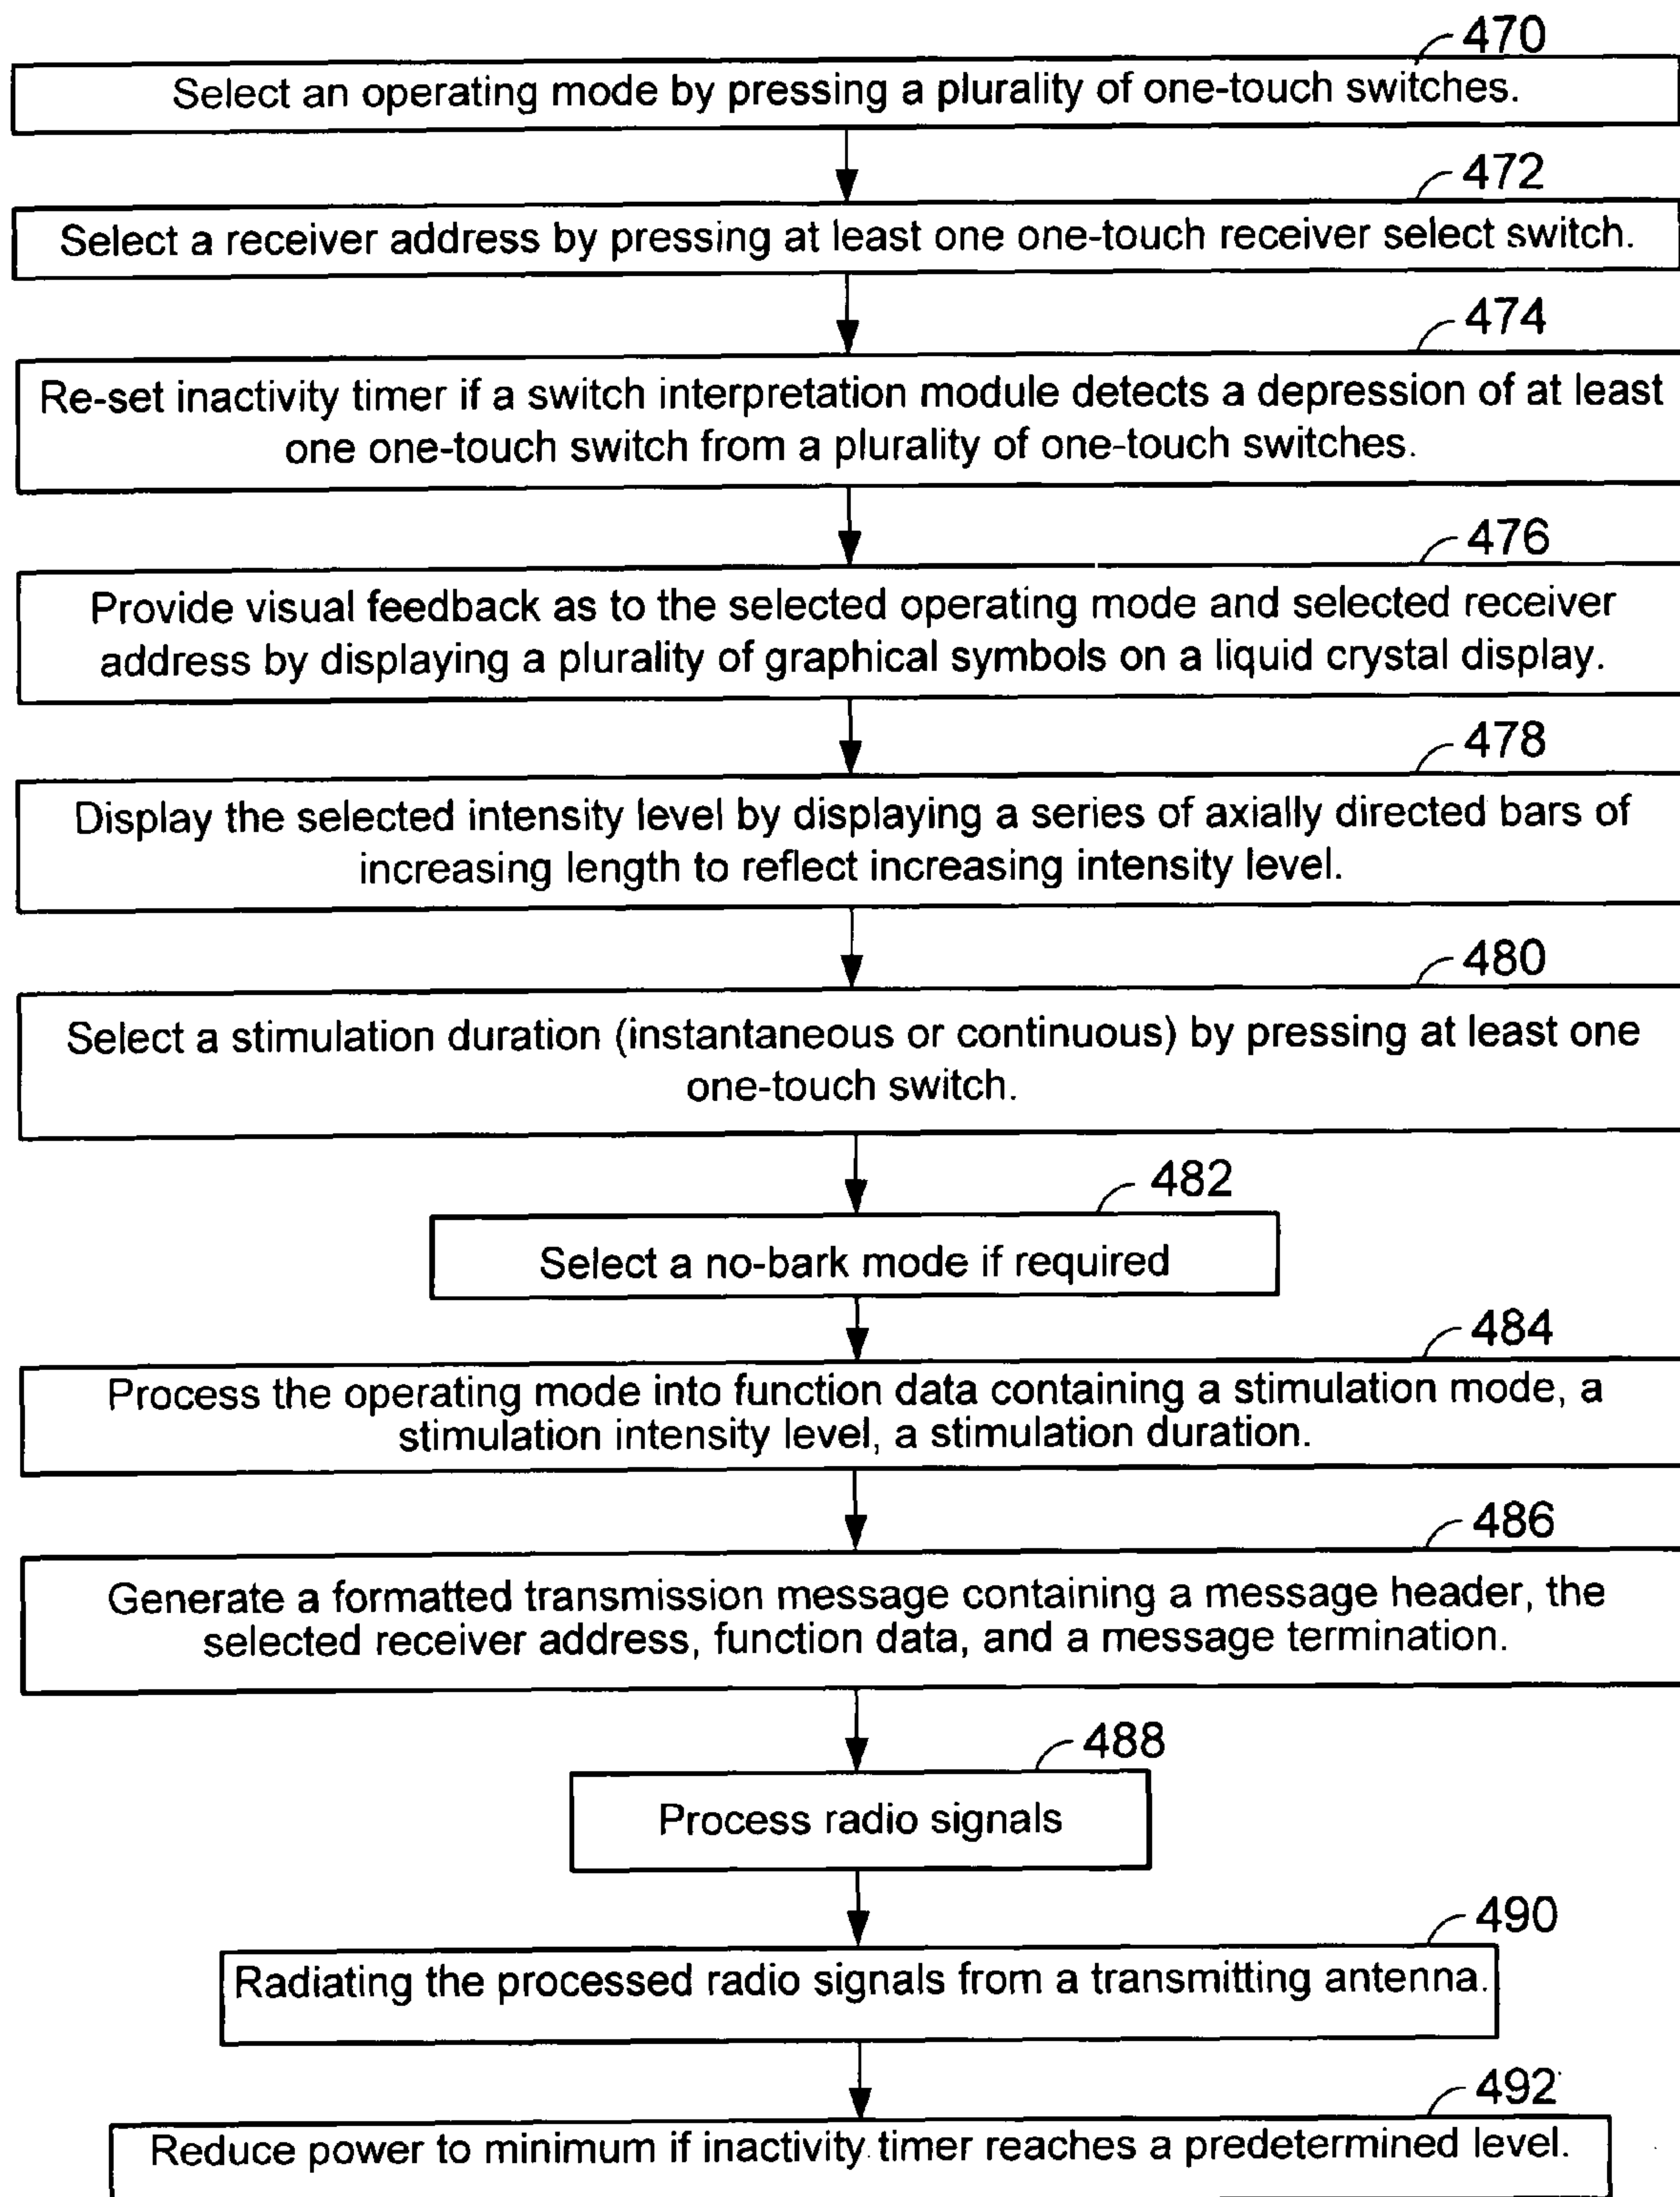 470
Select an operating mode by pressing a plurality of one-touch switches.
472
Select a receiver address by pressing at least one one-touch receiver select switch.
474
Re-set inactivity timer if a switch interpretation module detects a depression of at least
one one-touch switch from a plurality of one-touch switches.
476
Provide visual feedback as to the selected operating mode and selected receiver
address by displaying a plurality of graphical symbols on a liquid crystal display.
478
Display the selected intensity level by displaying a series of axially directed bars of
increasing length to reflect increasing intensity level.
480
Select a stimulation duration (instantaneous or continuous) by pressing at least one
one-touch switch.
482
Select a no-bark mode if required
484
Process the operating mode into function data containing a stimulation mode, a
stimulation intensity level, a stimulation duration.
486
Generate a formatted transmission message containing a message header, the
selected receiver address, function data, and a message termination.
488
Process radio signals
490
Radiating the processed radio signals from a transmitting antenna.
492
Reduce power to minimum if inactivity timer reaches a predetermined level.